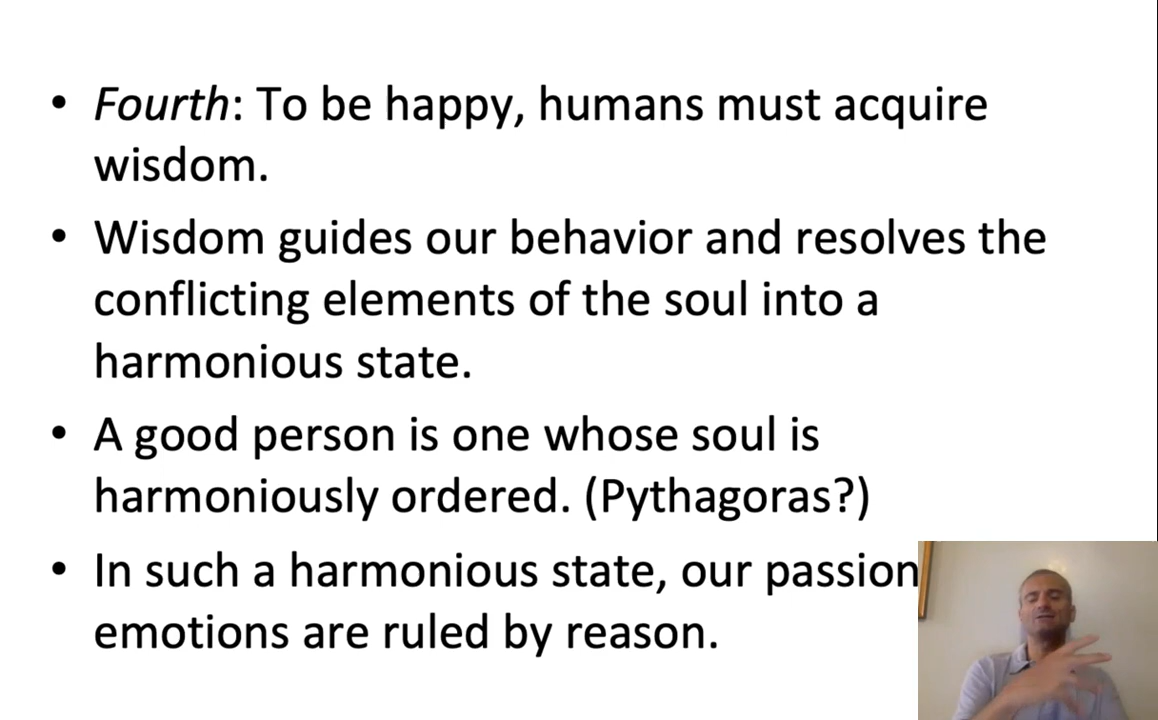 • Fourth: To be happy, humans must acquire
wisdom.
• Wisdom guides our behavior and resolves the
conflicting elements of the soul into a
harmonious state.
• A good person is one whose soul is
harmoniously ordered. (Pythagoras?)
• In such a harmonious state, our passion
emotions are ruled by reason.